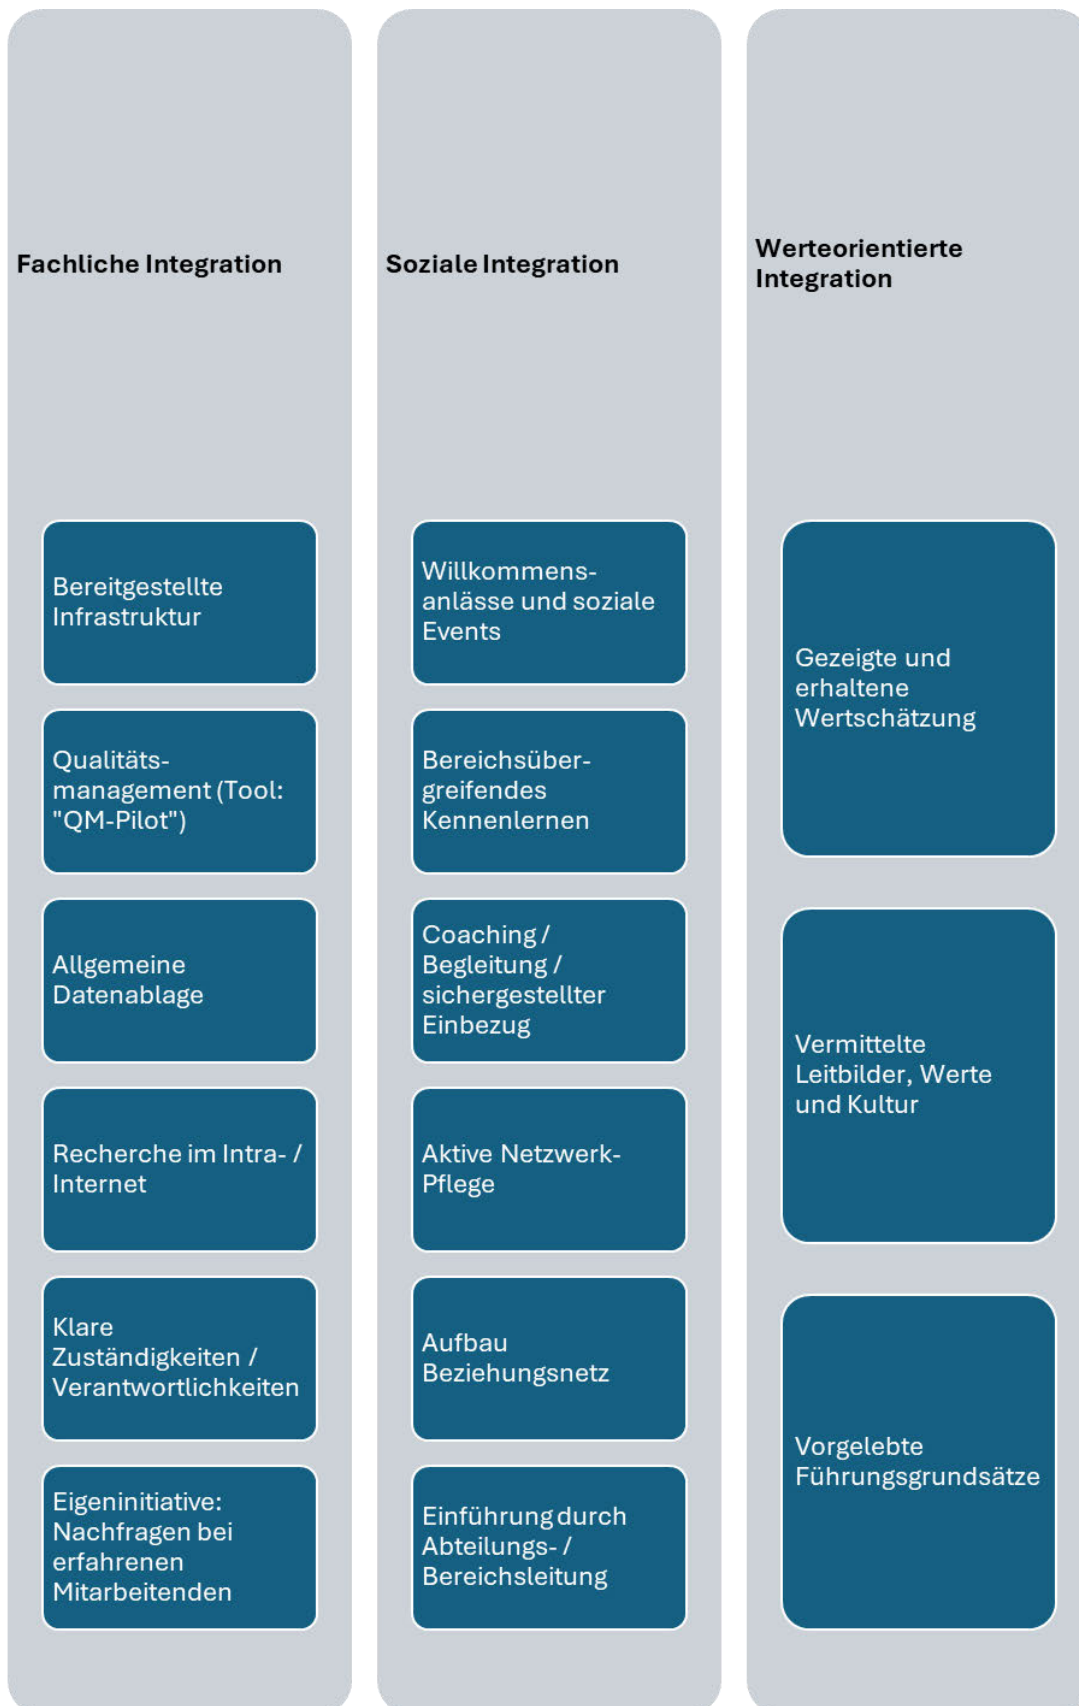 Fachliche Integration
Bereitgestellte
Infrastruktur
Qualitäts-
management (Tool:
"QM-Pilot")
Allgemeine
Datenablage
Recherche im Intra- /
Internet
Klare
Zuständigkeiten /
Verantwortlichkeiten
Eigeninitiative:
Nachfragen bei
erfahrenen
Mitarbeitenden
Soziale Integration
Willkommens-
anlässe und soziale
Events
Bereichsüber-
greifendes
Kennenlernen
Coaching /
Begleitung /
sichergestellter
Einbezug
Aktive Netzwerk-
Pflege
Aufbau
Beziehungsnetz
Einführung durch
Abteilungs- /
Bereichsleitung
Werteorientierte
Integration
Gezeigte und
erhaltene
Wertschätzung
Vermittelte
Leitbilder, Werte
und Kultur
Vorgelebte
Führungsgrundsätze